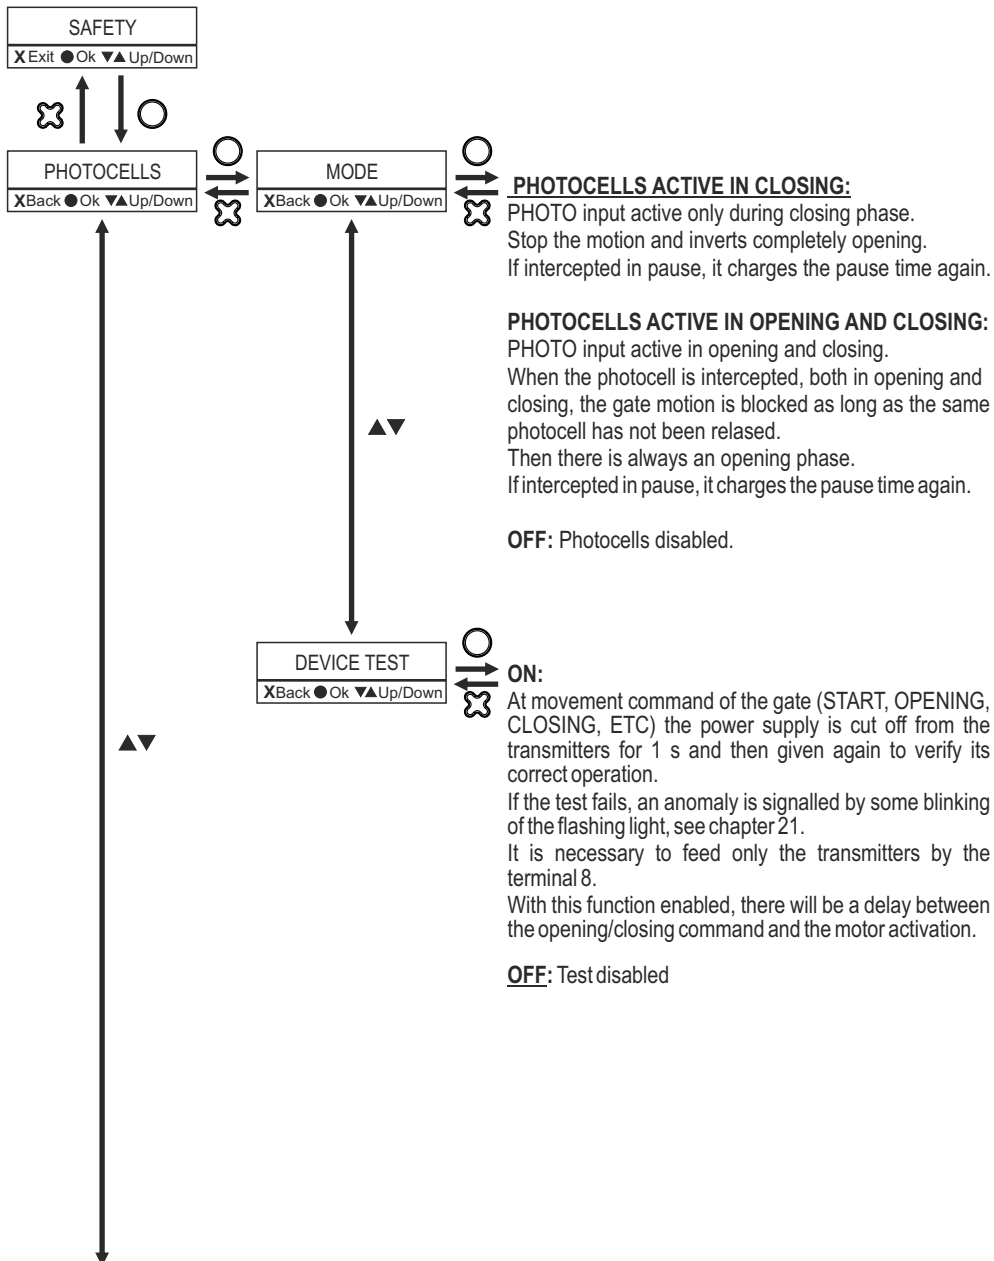 SAFETY
X Exit ● Ok ▼▲ Up/Down
PHOTOCELLS
XBack ● Ok ▼▲Up/Down
MODE
XBack ● Ok ▼▲Up/Down
PHOTOCELLS ACTIVE IN CLOSING:
PHOTO input active only during closing phase.
Stop the motion and inverts completely opening.
If intercepted in pause, it charges the pause time again.
PHOTOCELLS ACTIVE IN OPENING AND CLOSING:
PHOTO input active in opening and closing.
When the photocell is intercepted, both in opening and
closing, the gate motion is blocked as long as the same
photocell has not been relased.
Then there is always an opening phase.
If intercepted in pause, it charges the pause time again.
OFF: Photocells disabled.
▲▼
DEVICE TEST
XBack ● Ok ▼▲Up/Down
ON:
At movement command of the gate (START, OPENING,
CLOSING, ETC) the power supply is cut off from the
transmitters for 1 s and then given again to verify its
correct operation.
If the test fails, an anomaly is signalled by some blinking
of the flashing light, see chapter 21.
It is necessary to feed only the transmitters by the
terminal 8.
With this function enabled, there will be a delay between
the opening/closing command and the motor activation.
OFF: Test disabled
▲▼